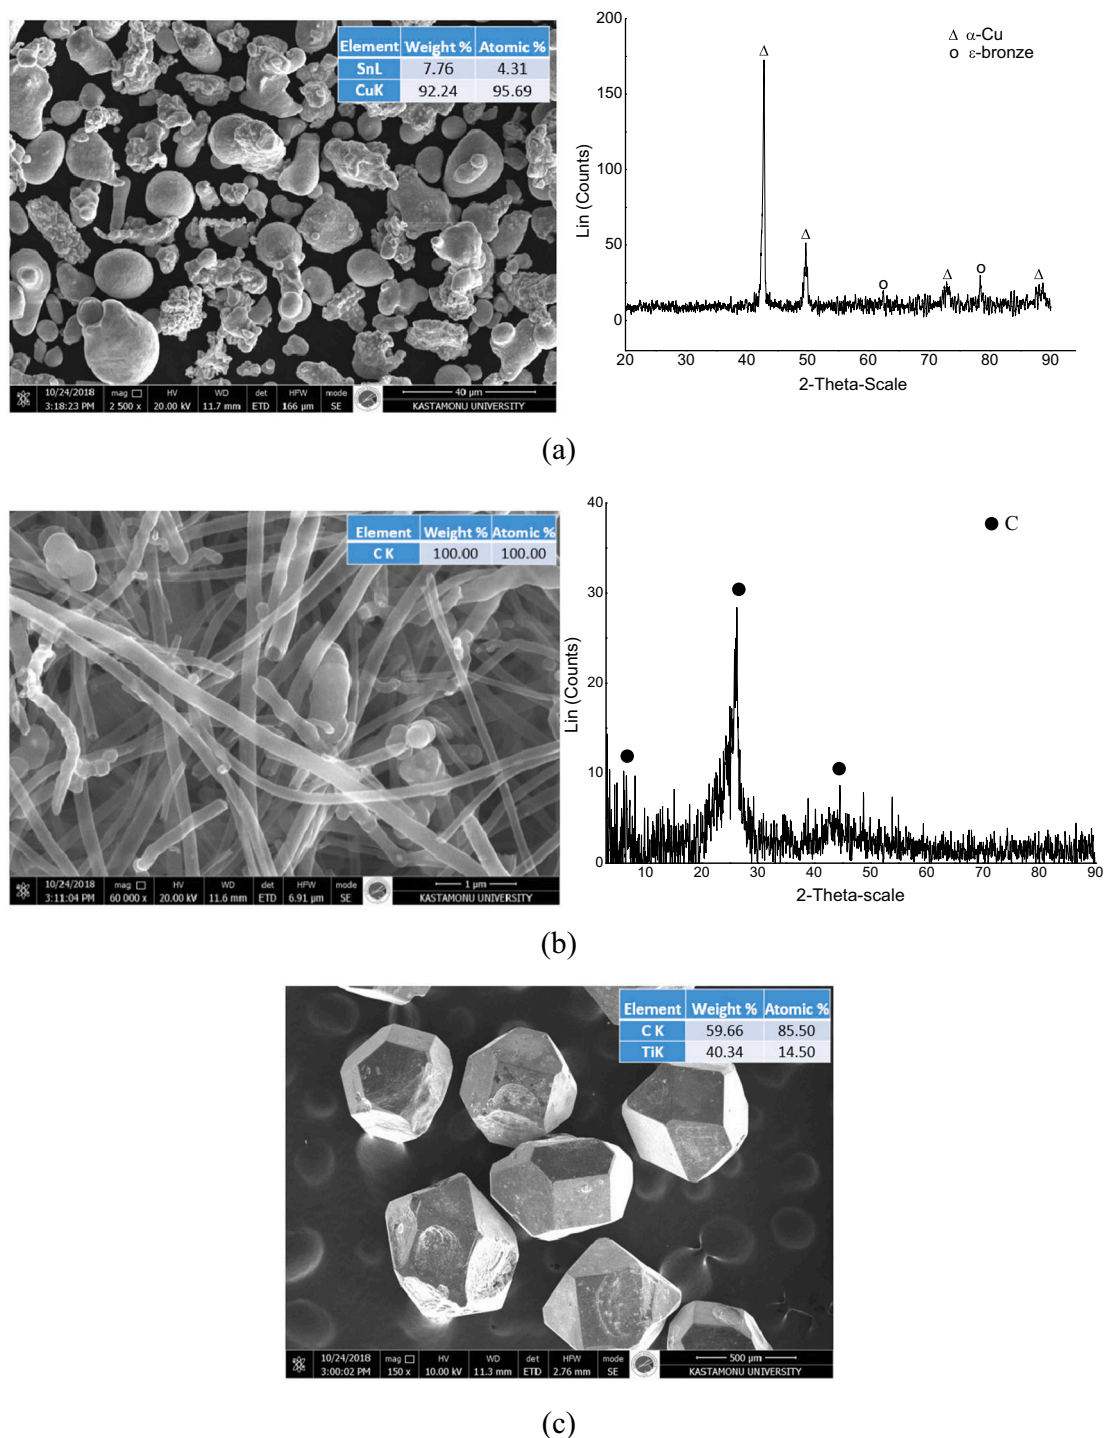 Element Weight % Atomic %
SnL 7.76 4.31
CuK 92.24 95.69
10/24/2018 mag HV WD det HFW mode
3:18:23 PM 2 500 x 20.00 kV 11.7 mm ETD 166 µm SE
40 µm
KASTAMONU UNIVERSITY
200
150
100
50
0
Lin (Counts)
Δ α-Cu
o ε-bronze
Δ
Δ
o
Δ
o
Δ
20 30 40 50 60 70 80 90
2-Theta-Scale
(a)
Element Weight % Atomic %
C K 100.00 100.00
10/24/2018 mag HV WD det HFW mode
3:11:04 PM 60 000 x 20.00 kV 11.6 mm ETD 6.91 µm SE
1 µm
KASTAMONU UNIVERSITY
40
30
20
10
0
Lin (Counts)
● C
10 20 30 40 50 60 70 80 90
2-Theta-scale
(b)
Element Weight % Atomic %
C K 59.66 85.50
TiK 40.34 14.50
10/24/2018 mag HV WD det HFW mode
3:00:02 PM 150 x 10.00 kV 11.3 mm ETD 2.76 mm SE
500 µm
KASTAMONU UNIVERSITY
(c)